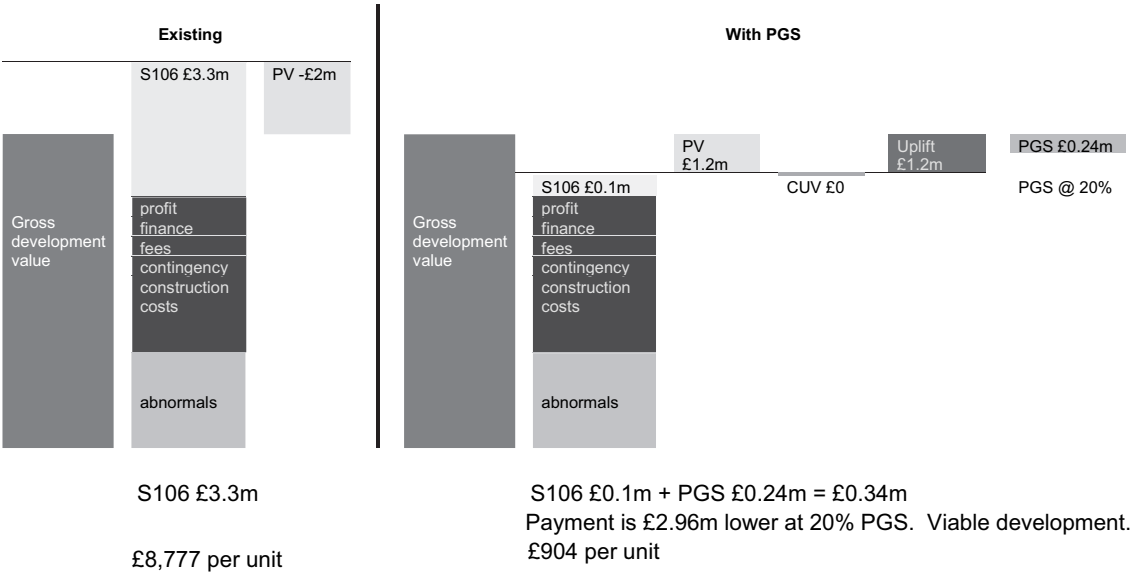 Existing
With PGS
S106 £3.3m
PV -£2m
Gross
development
value
profit
finance
fees
contingency
construction
costs
abnormals
Gross
development
value
S106 £0.1m
profit
finance
fees
contingency
construction
costs
abnormals
PV
£1.2m
CUV £0
Uplift
£1.2m
PGS £0.24m
PGS @ 20%
S106 £3.3m
£8,777 per unit
S106 £0.1m + PGS £0.24m = £0.34m
Payment is £2.96m lower at 20% PGS.  Viable development.
£904 per unit